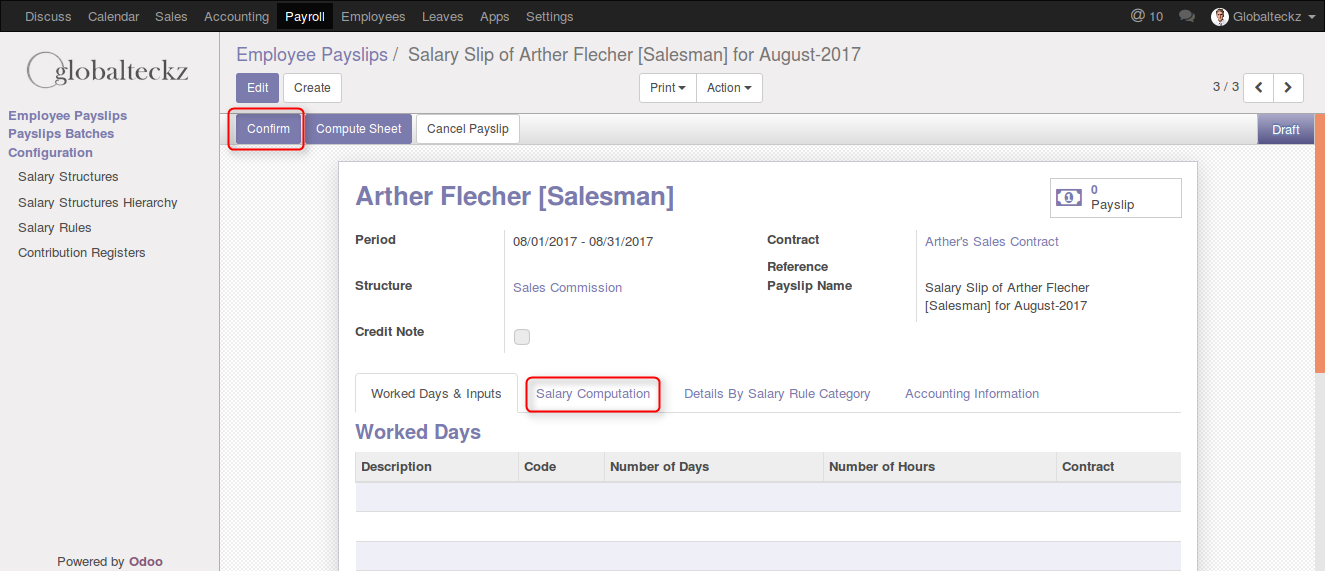 Discuss Calendar Sales Accounting Payroll Employees Leaves Apps Settings @ 10 Globalteckz
globalteckz
Employee Payslips
Payslips Batches
Configuration
Salary Structures
Salary Structures Hierarchy
Salary Rules
Contribution Registers
Powered by Odoo
Employee Payslips / Salary Slip of Arther Flecher [Salesman] for August-2017
Edit Create Print Action 3 / 3
Confirm Compute Sheet Cancel Payslip Draft
Arther Flecher [Salesman]
0
Payslip
Period 08/01/2017 - 08/31/2017 Contract Arther's Sales Contract
Reference
Structure Sales Commission Payslip Name Salary Slip of Arther Flecher
[Salesman] for August-2017
Credit Note
Worked Days & Inputs Salary Computation Details By Salary Rule Category Accounting Information
Worked Days
Description Code Number of Days Number of Hours Contract